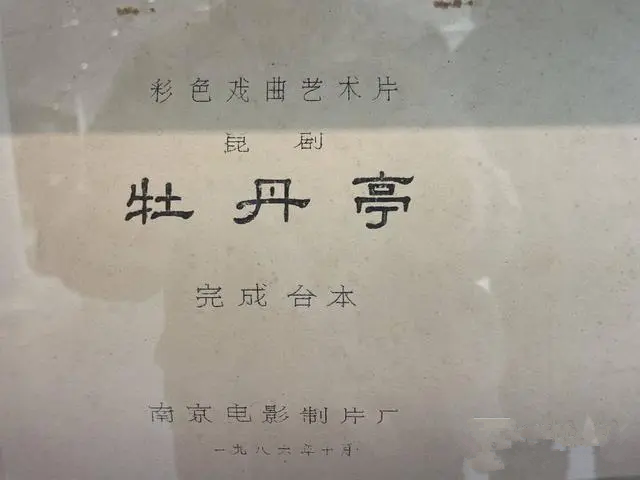 彩色戏曲艺术片
昆剧
牡丹亭
完成台本
南京电影制片厂
一九八六年十月